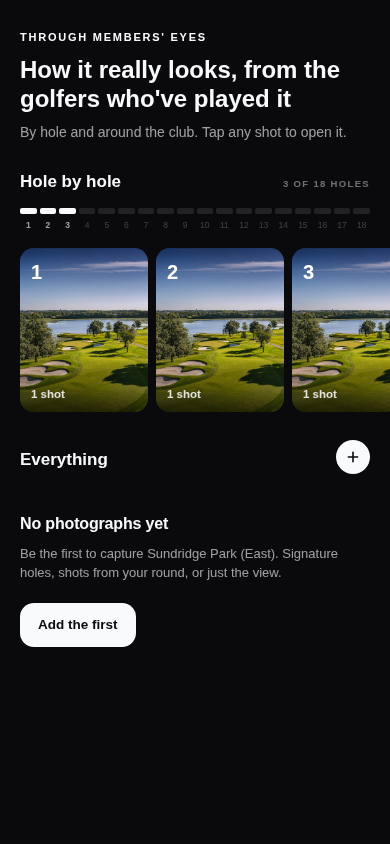 THROUGH MEMBERS' EYES
How it really looks, from the
golfers who've played it
By hole and around the club. Tap any shot to open it.
Hole by hole
3 OF 18 HOLES
1 2 3 4 5 6 7 8 9 10 11 12 13 14 15 16 17 18
1 2 3
1 shot 1 shot 1 shot
Everything
+
No photographs yet
Be the first to capture Sundridge Park (East). Signature
holes, shots from your round, or just the view.
Add the first